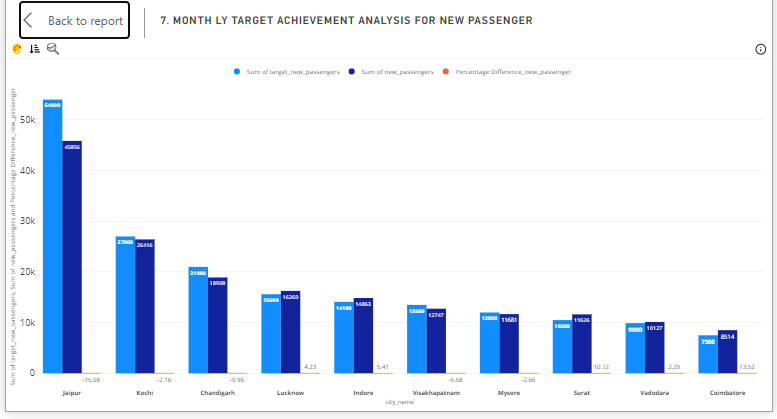 Back to report
7. MONTH LY TARGET ACHIEVEMENT ANALYSIS FOR NEW PASSENGER
Sum of target_new_passengers Sum of new_passengers Percentage Difference_new_passenger
Sum of target_new_passengers, Sum of new_passengers and Percentage Difference_new_passenger
50k
40k
30k
20k
10k
0
54000 45856 -15.08
27000 26416 -2.16
21000 18908 -9.96
15600 16260 4.23
14100 14863 5.41
13500 12747 -5.58
12000 11681 -2.66
10500 11626 10.72
9900 10127 2.29
7500 8514 13.52
Jaipur Kochi Chandigarh Lucknow Indore Visakhapatnam Mysore Surat Vadodara Coimbatore
city_name